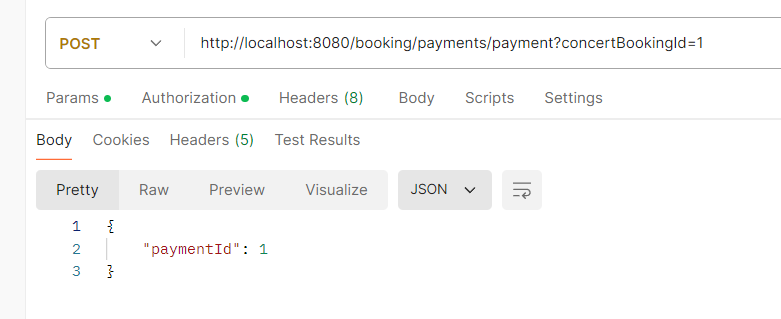 POST http://localhost:8080/booking/payments/payment?concertBookingId=1
Params Authorization Headers (8) Body Scripts Settings
Body Cookies Headers (5) Test Results
Pretty Raw Preview Visualize JSON
1 {
2 "paymentId": 1
3 }